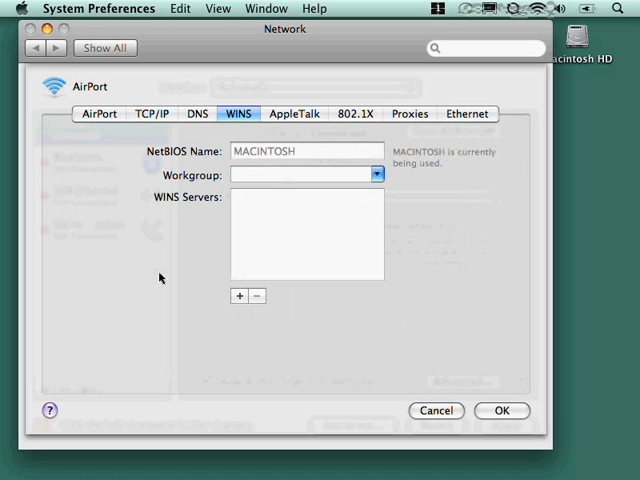 System Preferences Edit View Window Help
Network
Show All
acintosh HD
AirPort
AirPort TCP/IP DNS WINS AppleTalk 802.1X Proxies Ethernet
NetBIOS Name: MACINTOSH
MACINTOSH is currently
being used.
Workgroup:
WINS Servers:
+ −
? Cancel OK